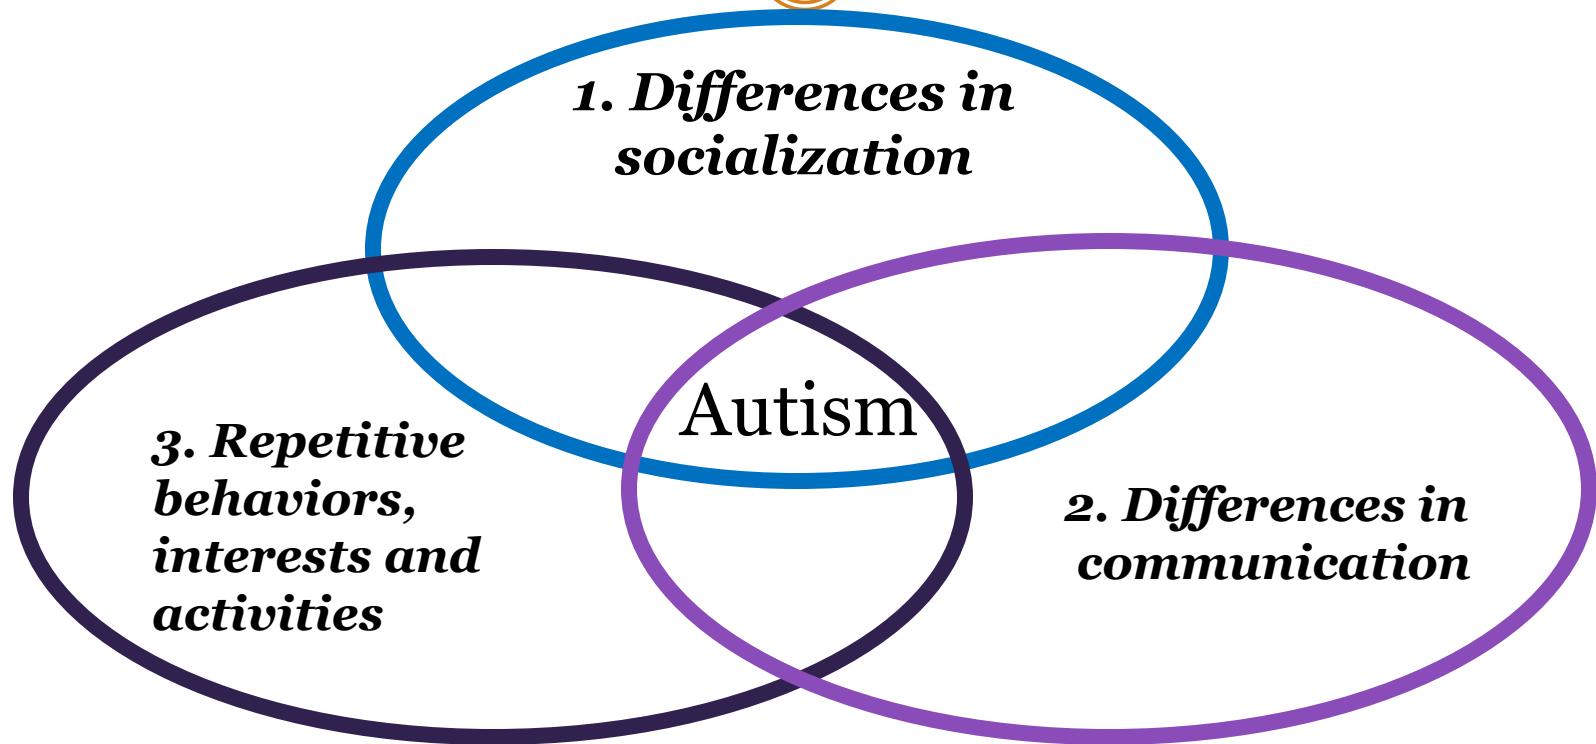 1. Differences in
socialization
Autism
3. Repetitive
behaviors,
interests and
activities
2. Differences in
communication